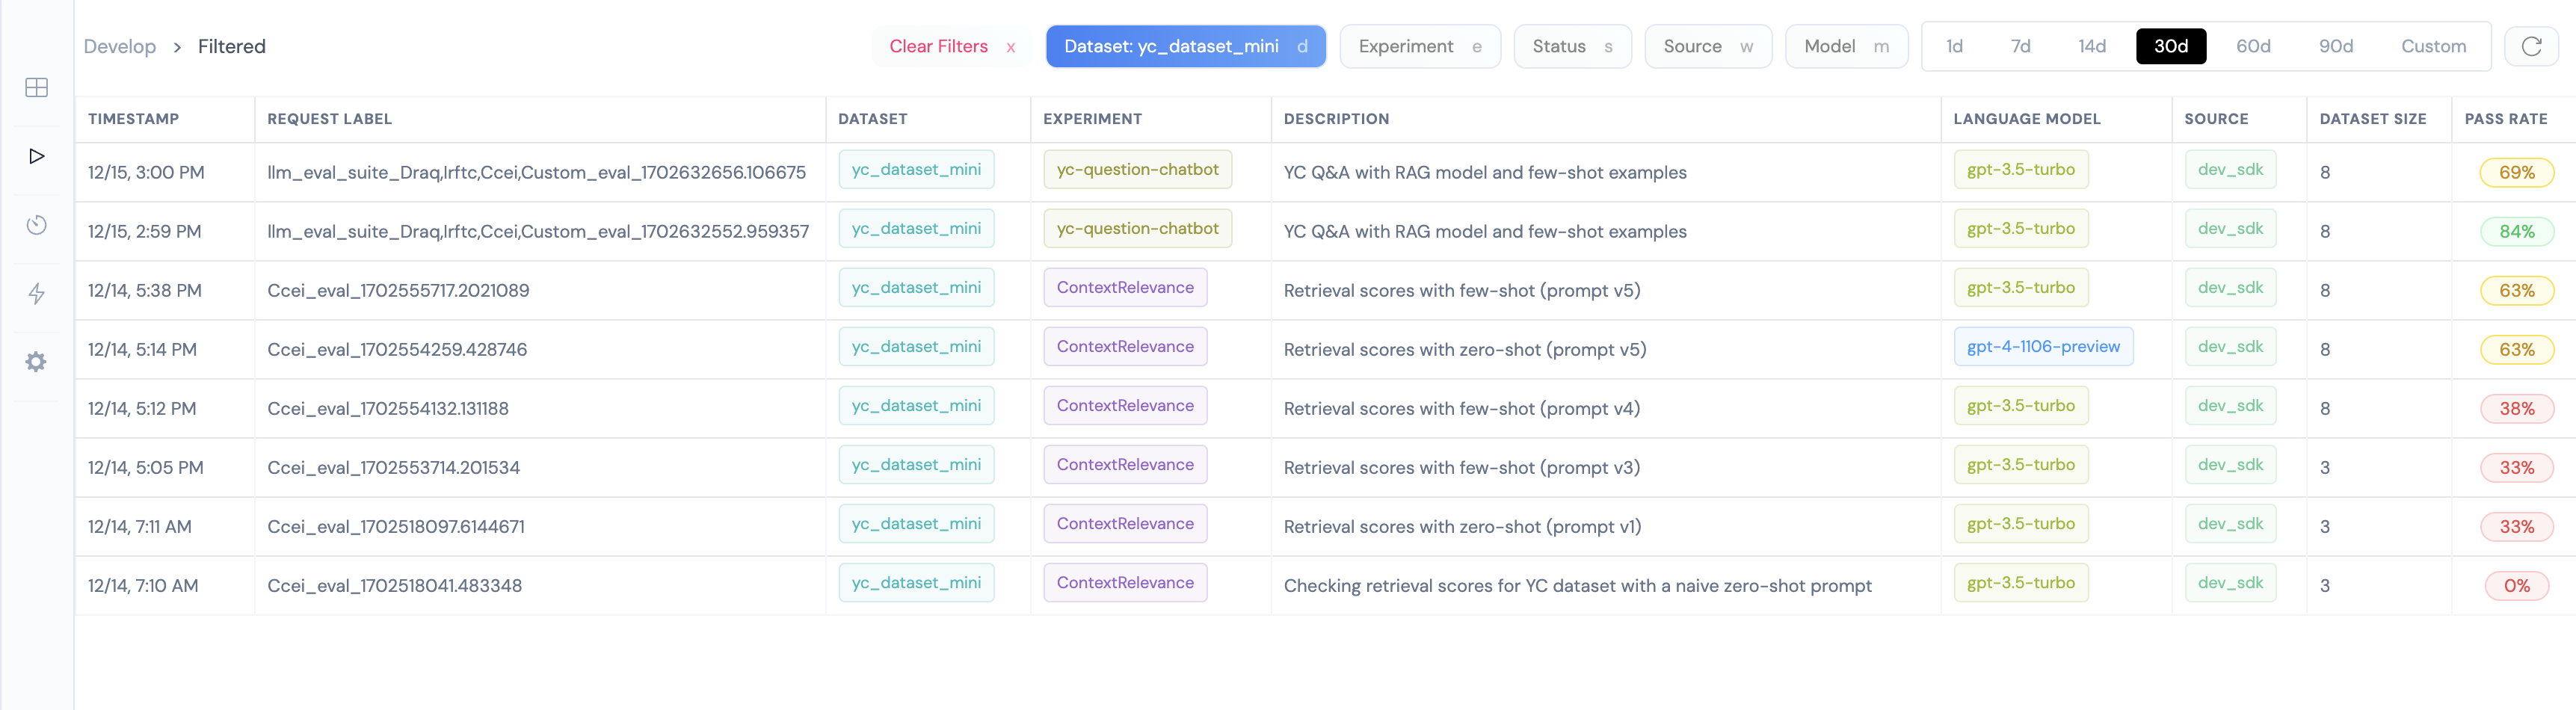 Develop > Filtered Clear Filters x Dataset: yc_dataset_mini d Experiment e Status s Source w Model m 1d 7d 14d 30d 60d 90d Custom
TIMESTAMP REQUEST LABEL DATASET EXPERIMENT DESCRIPTION LANGUAGE MODEL SOURCE DATASET SIZE PASS RATE
12/15, 3:00 PM llm_eval_suite_Draq,Irftc,Ccei,Custom_eval_1702632656.106675 yc_dataset_mini yc-question-chatbot YC Q&A with RAG model and few-shot examples gpt-3.5-turbo dev_sdk 8 69%
12/15, 2:59 PM llm_eval_suite_Draq,Irftc,Ccei,Custom_eval_1702632552.959357 yc_dataset_mini yc-question-chatbot YC Q&A with RAG model and few-shot examples gpt-3.5-turbo dev_sdk 8 84%
12/14, 5:38 PM Ccei_eval_1702555717.2021089 yc_dataset_mini ContextRelevance Retrieval scores with few-shot (prompt v5) gpt-3.5-turbo dev_sdk 8 63%
12/14, 5:14 PM Ccei_eval_1702554259.428746 yc_dataset_mini ContextRelevance Retrieval scores with zero-shot (prompt v5) gpt-4-1106-preview dev_sdk 8 63%
12/14, 5:12 PM Ccei_eval_1702554132.131188 yc_dataset_mini ContextRelevance Retrieval scores with few-shot (prompt v4) gpt-3.5-turbo dev_sdk 8 38%
12/14, 5:05 PM Ccei_eval_1702553714.201534 yc_dataset_mini ContextRelevance Retrieval scores with few-shot (prompt v3) gpt-3.5-turbo dev_sdk 3 33%
12/14, 7:11 AM Ccei_eval_1702518097.6144671 yc_dataset_mini ContextRelevance Retrieval scores with zero-shot (prompt v1) gpt-3.5-turbo dev_sdk 3 33%
12/14, 7:10 AM Ccei_eval_1702518041.483348 yc_dataset_mini ContextRelevance Checking retrieval scores for YC dataset with a naive zero-shot prompt gpt-3.5-turbo dev_sdk 3 0%